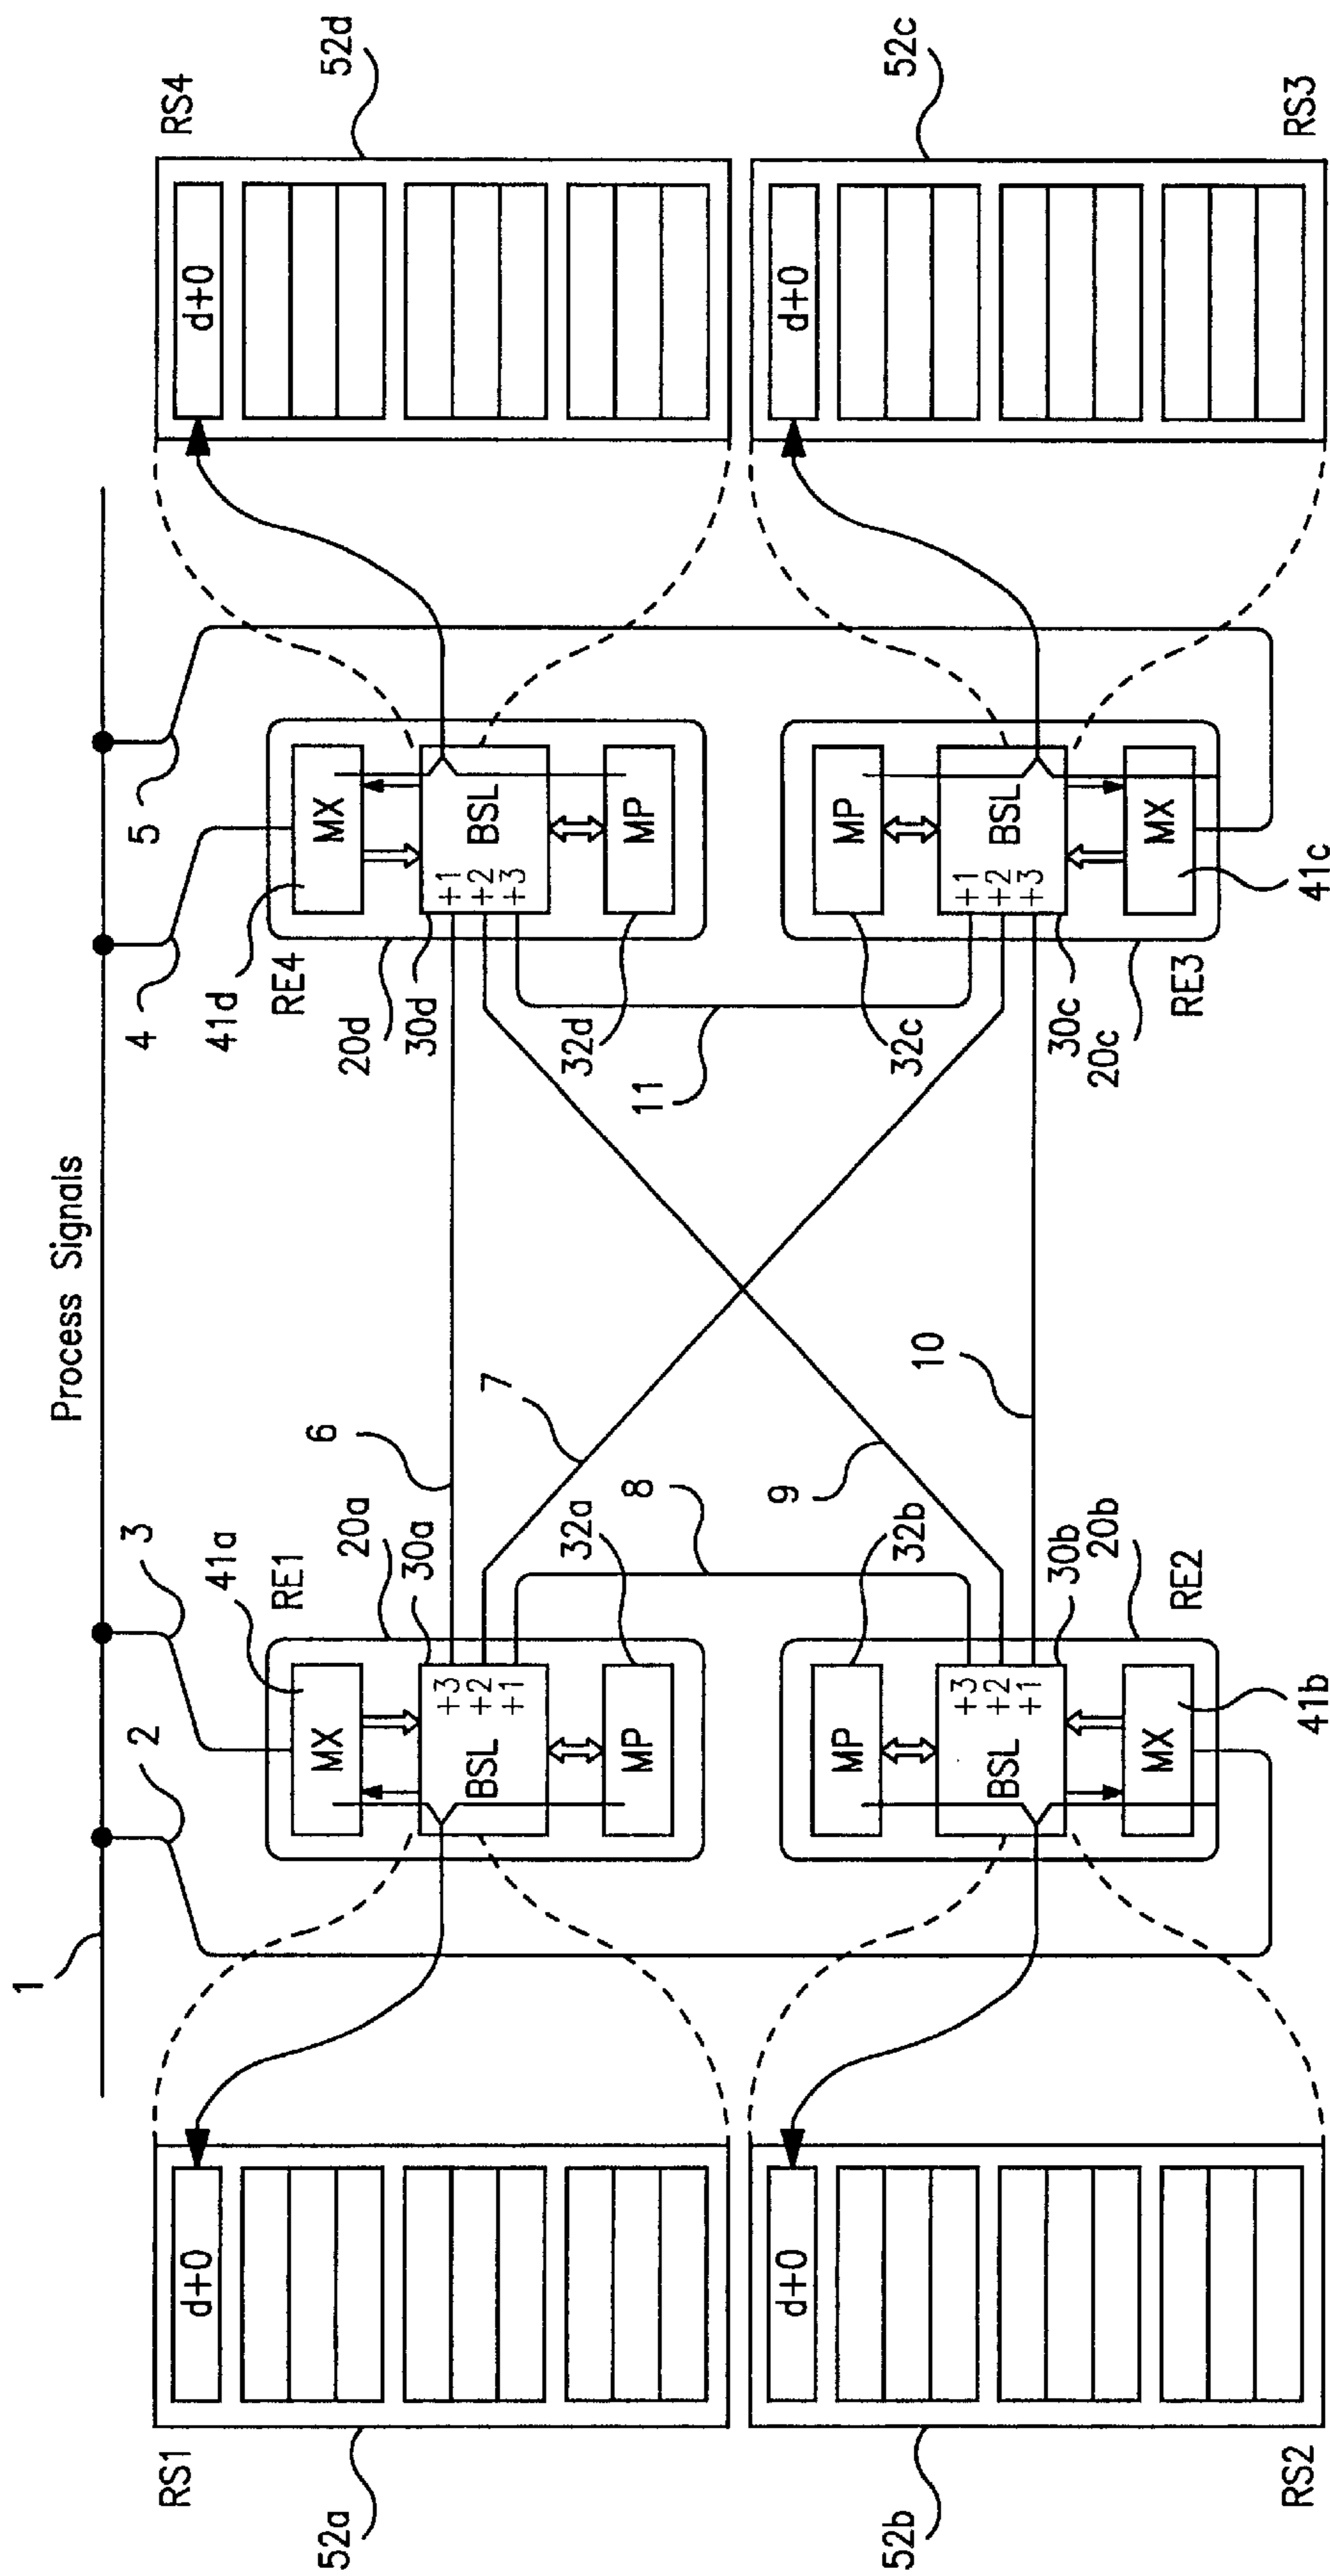 Process Signals
1
2
3
4
5
RS1
52a
d+0
RS4
52d
d+0
41a
RE1
20a
30a
32a
MX
BSL
+3
+2
+1
MP
41d
RE4
20d
30d
32d
MX
BSL
+1
+2
+3
MP
6
7
8
9
10
11
RS2
52b
d+0
RS3
52c
d+0
32b
30b
20b
RE2
41b
MP
BSL
+3
+2
+1
MX
32c
30c
20c
RE3
41c
MP
BSL
+1
+2
+3
MX